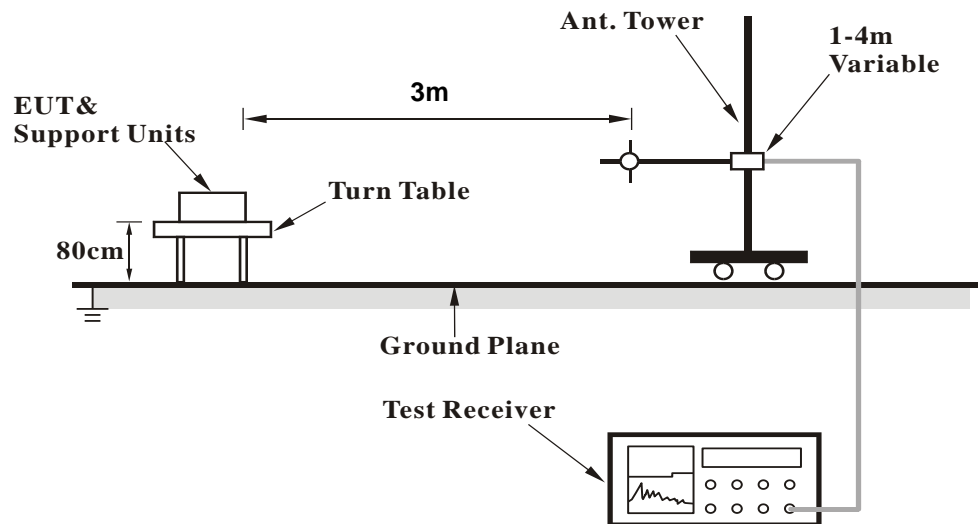 Ant. Tower
1-4m
Variable
3m
EUT&
Support Units
Turn Table
80cm
Ground Plane
Test Receiver